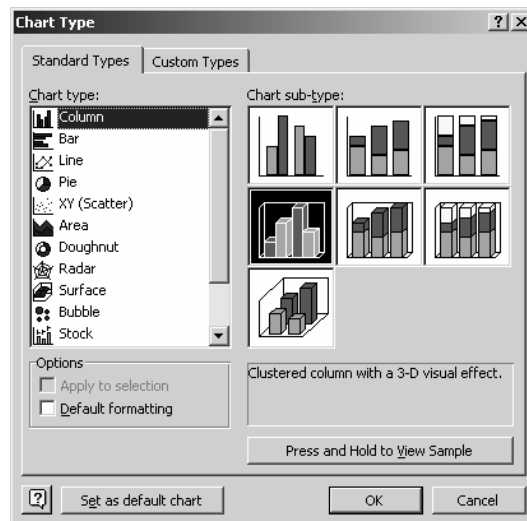 Chart Type
Standard Types
Custom Types
Chart type:
Column
Bar
Line
Pie
XY (Scatter)
Area
Doughnut
Radar
Surface
Bubble
Stock
Chart sub-type:
Options
Apply to selection
Default formatting
Clustered column with a 3-D visual effect.
Press and Hold to View Sample
Set as default chart
OK
Cancel